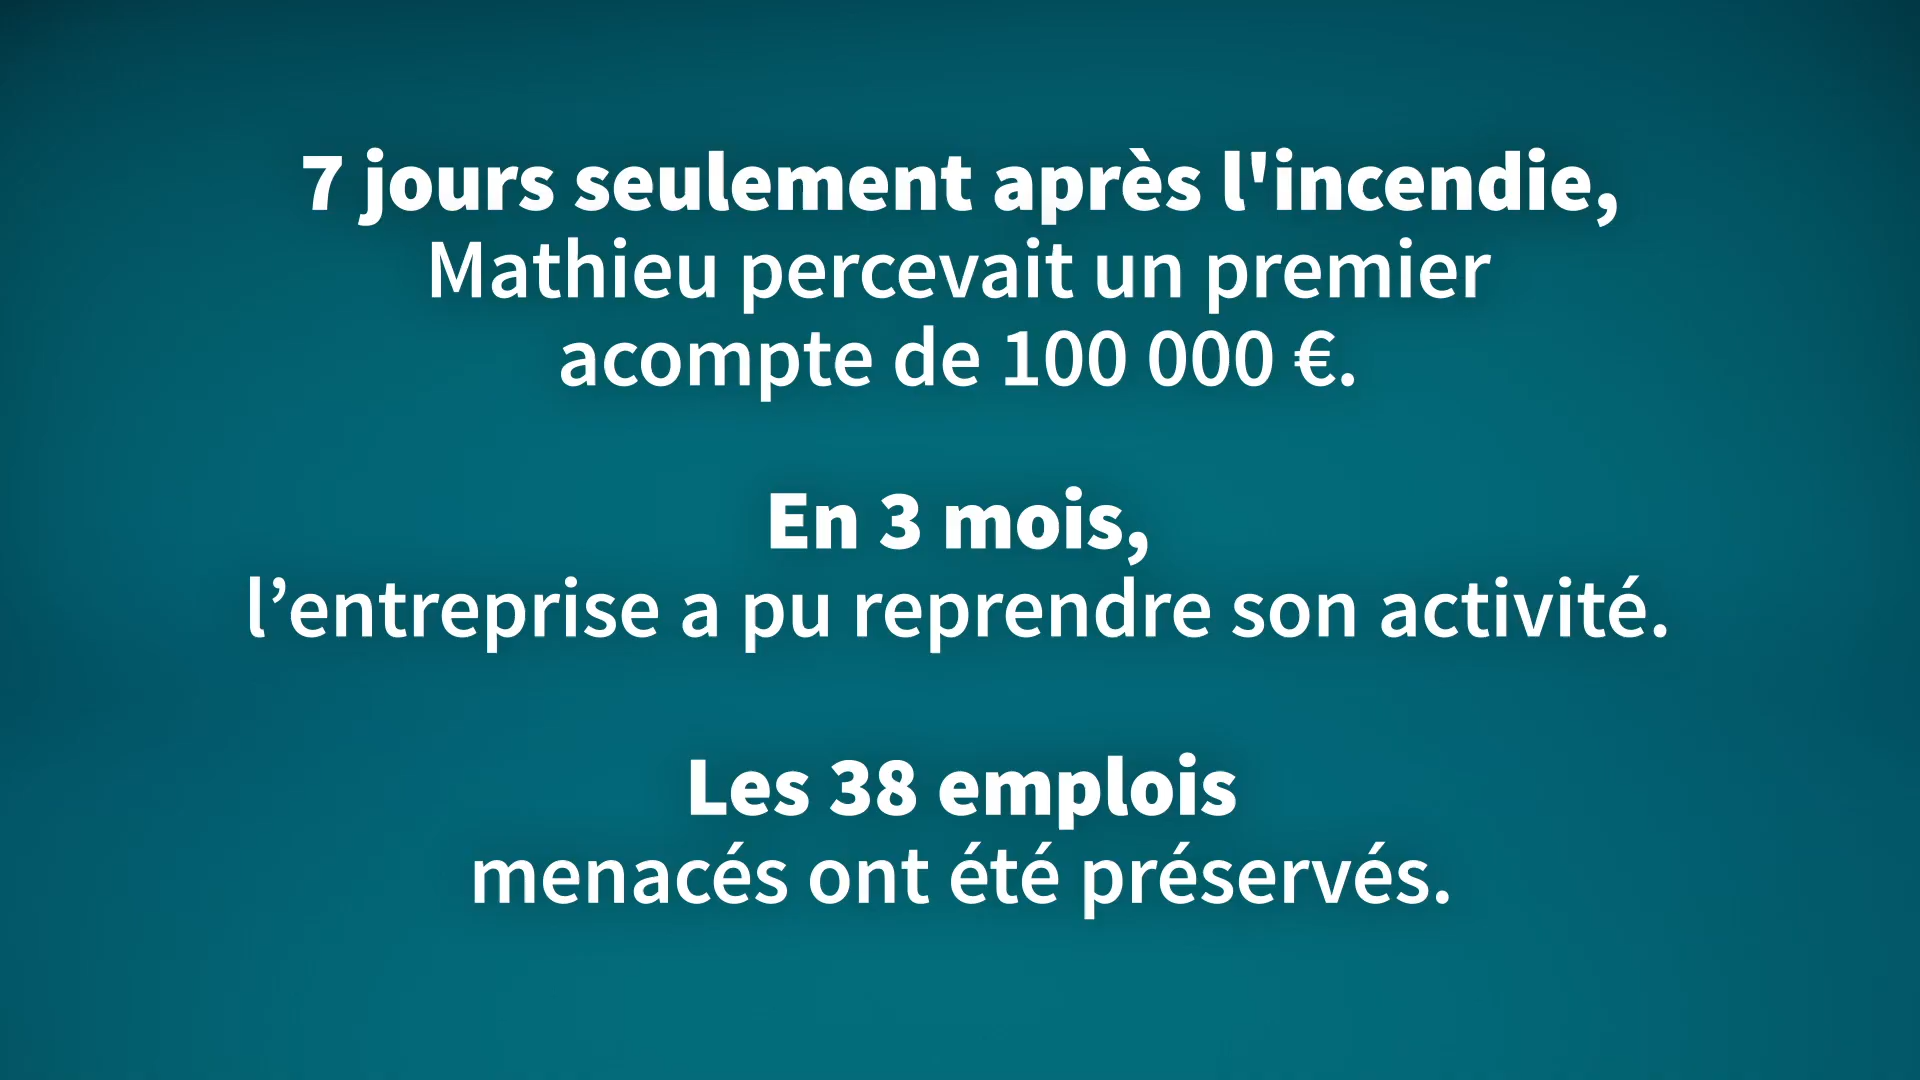 7 jours seulement après l'incendie,
Mathieu percevait un premier
acompte de 100 000 €.
En 3 mois,
l’entreprise a pu reprendre son activité.
Les 38 emplois
menacés ont été préservés.